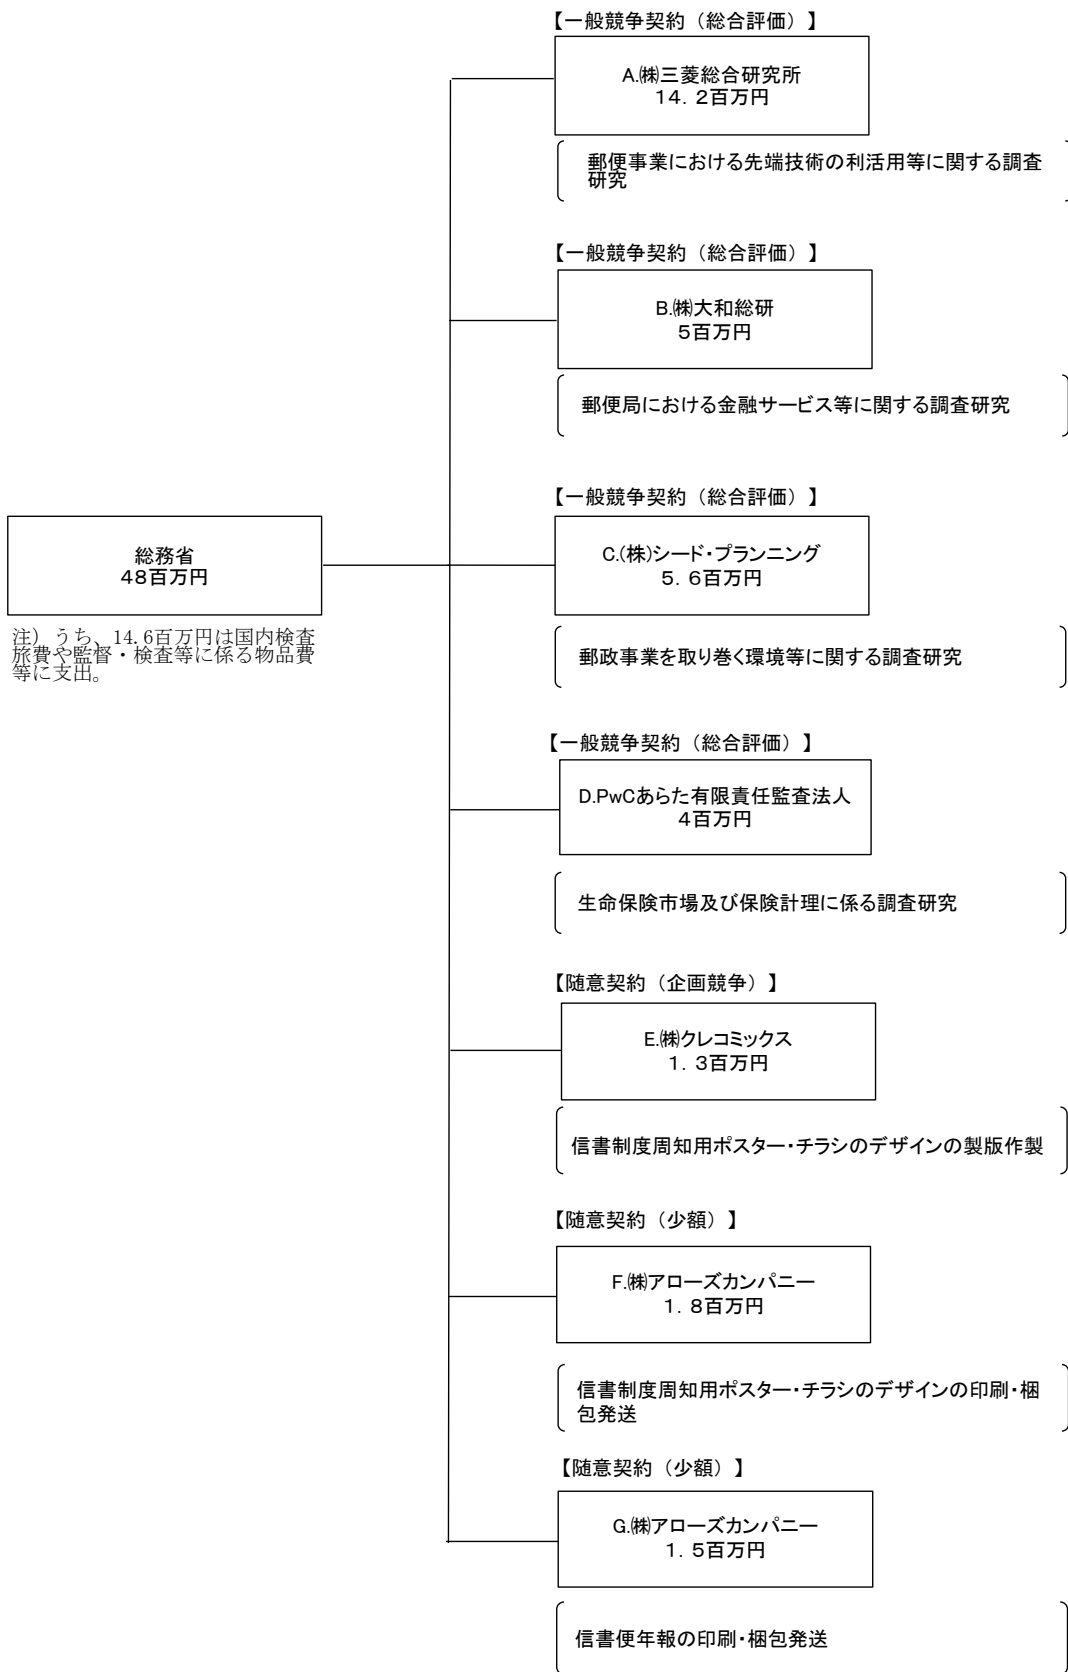 【一般競争契約（総合評価）】
A.㈱三菱総合研究所
１４．２百万円
郵便事業における先端技術の利活用等に関する調査
研究
【一般競争契約（総合評価）】
B.㈱大和総研
５百万円
郵便局における金融サービス等に関する調査研究
【一般競争契約（総合評価）】
C.(株)シード・プランニング
５．６百万円
郵政事業を取り巻く環境等に関する調査研究
総務省
４８百万円
注）うち、14.6百万円は国内検査
旅費や監督・検査等に係る物品費
等に支出。
【一般競争契約（総合評価）】
D.PwCあらた有限責任監査法人
４百万円
生命保険市場及び保険計理に係る調査研究
【随意契約（企画競争）】
E.㈱クレコミックス
１．３百万円
信書制度周知用ポスター・チラシのデザインの製版作製
【随意契約（少額）】
F.㈱アローズカンパニー
１．８百万円
信書制度周知用ポスター・チラシのデザインの印刷・梱
包発送
【随意契約（少額）】
G.㈱アローズカンパニー
１．５百万円
信書便年報の印刷・梱包発送